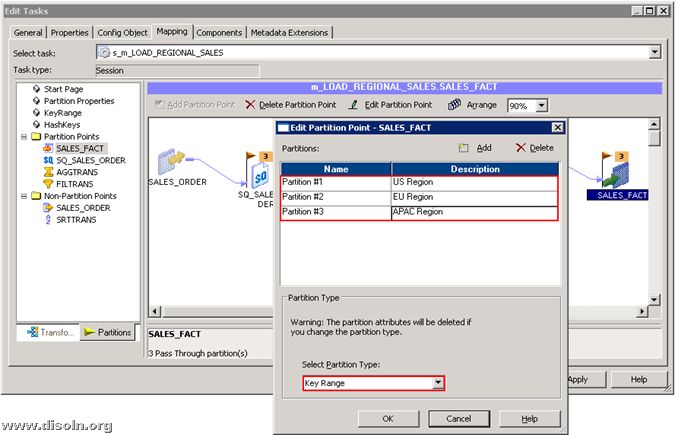 Edit Tasks
General Properties Config Object Mapping Components Metadata Extensions
Select task: s_m_LOAD_REGIONAL_SALES
Task type: Session
Start Page
Partition Properties
KeyRange
HashKeys
Partition Points
SALES_FACT
SQ_SALES_ORDER
AGGTRANS
FILTRANS
Non-Partition Points
SALES_ORDER
SRTTRANS
Transfo... Partitions
m_LOAD_REGIONAL_SALES.SALES_FACT
Add Partition Point Delete Partition Point Edit Partition Point Arrange 90%
SALES_ORDER
3
SQ
SQ_SALES_OR
DER
3
SALES_FACT
SALES_FACT
3 Pass Through partition(s)
Edit Partition Point - SALES_FACT
Partitions: Add Delete
Name Description
Partition #1 US Region
Partition #2 EU Region
Partition #3 APAC Region
Partition Type
Warning: The partition attributes will be deleted if
you change the partition type.
Select Partition Type:
Key Range
OK Cancel Help
Apply Help
www.disoln.org